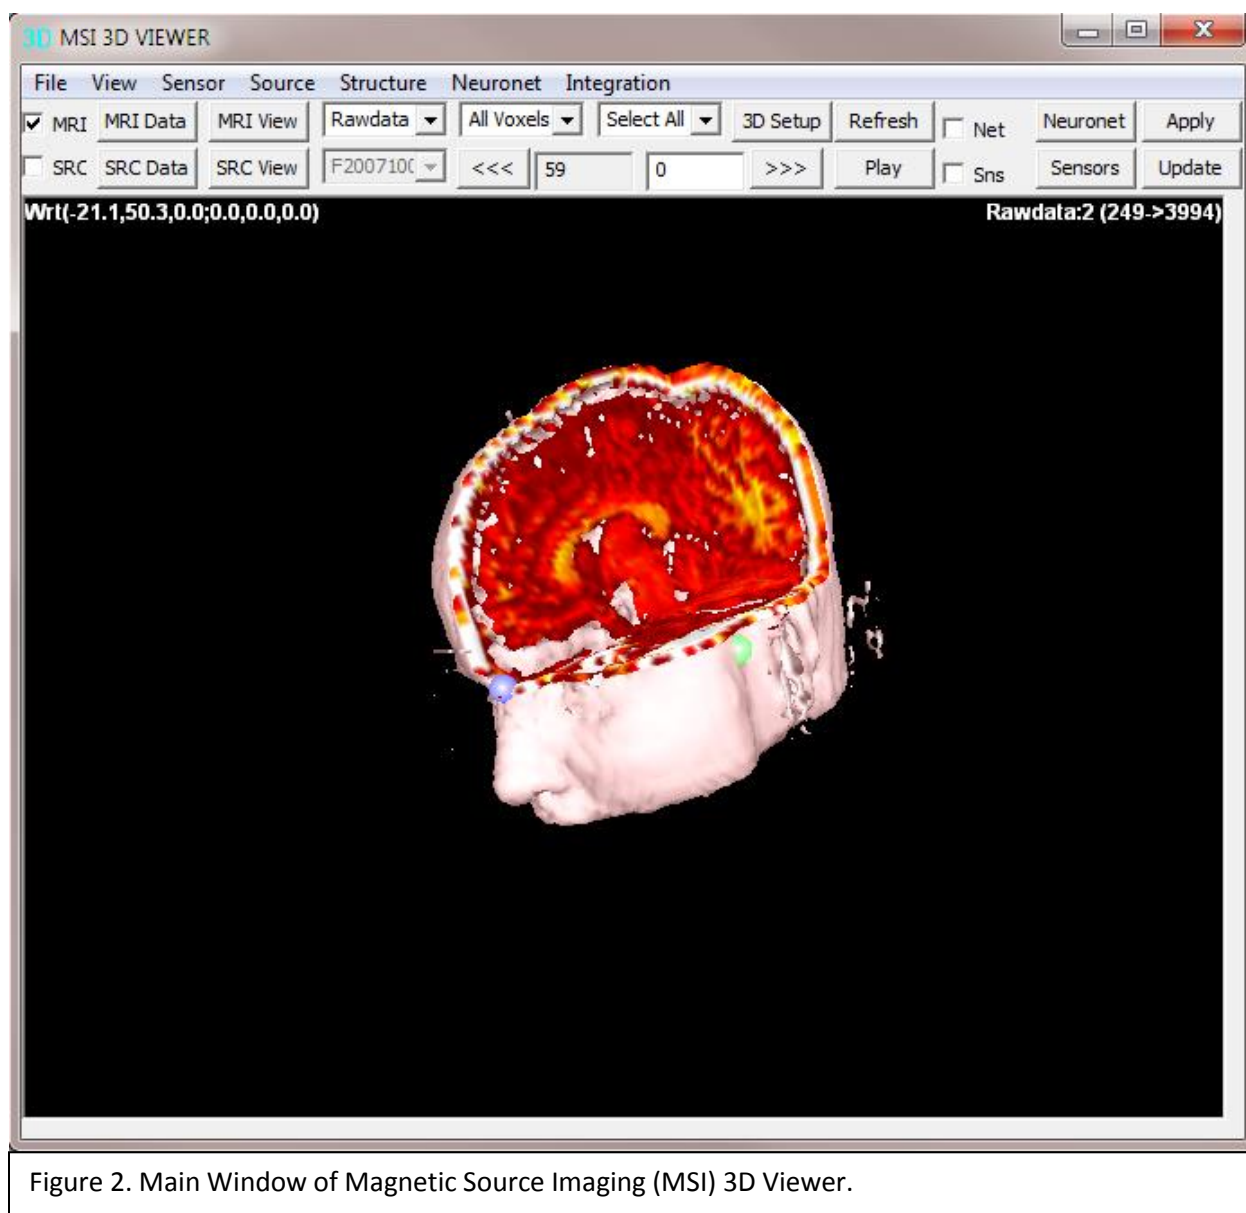 3D MSI 3D VIEWER
File View Sensor Source Structure Neuronet Integration
MRI MRI Data MRI View Rawdata All Voxels Select All 3D Setup Refresh Net Neuronet Apply
SRC SRC Data SRC View F2007100 <<< 59 0 >>> Play Sns Sensors Update
Wrt(-21.1,50.3,0.0;0.0,0.0,0.0) Rawdata:2 (249->3994)
Figure 2. Main Window of Magnetic Source Imaging (MSI) 3D Viewer.